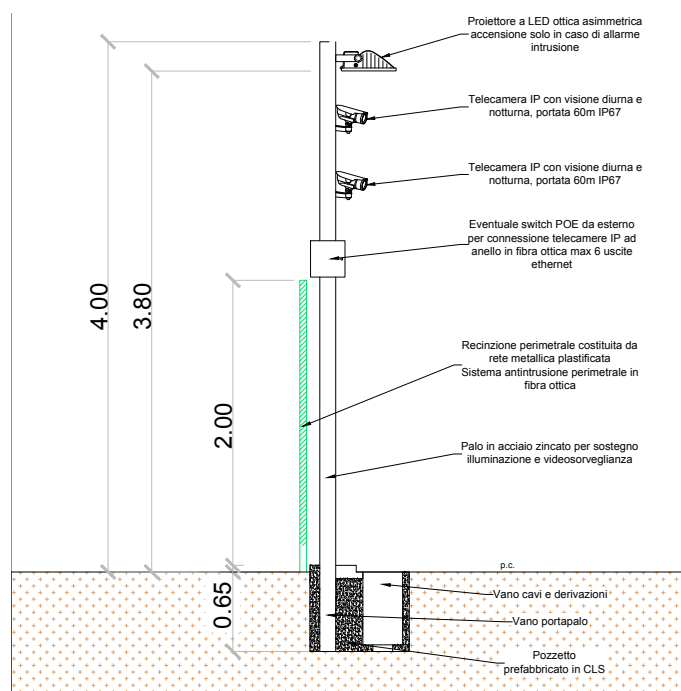 Proiettore a LED ottica asimmetrica
accensione solo in caso di allarme
intrusione
Telecamera IP con visione diurna e
notturna, portata 60m IP67
Telecamera IP con visione diurna e
notturna, portata 60m IP67
Eventuale switch POE da esterno
per connessione telecamere IP ad
anello in fibra ottica max 6 uscite
ethernet
4.00
3.80
2.00
Recinzione perimetrale costituita da
rete metallica plastificata
Sistema antintrusione perimetrale in
fibra ottica
Palo in acciaio zincato per sostegno
illuminazione e videosorveglianza
p.c.
0.65
Vano cavi e derivazioni
Vano portapalo
Pozzetto
prefabbricato in CLS